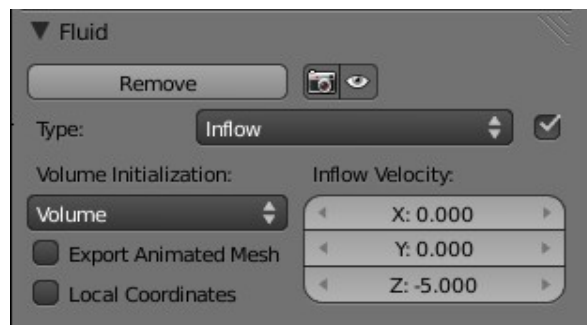 Fluid
Remove
Type: Inflow
Volume Initialization: Inflow Velocity:
Volume X: 0.000
Y: 0.000
Export Animated Mesh
Z: -5.000
Local Coordinates